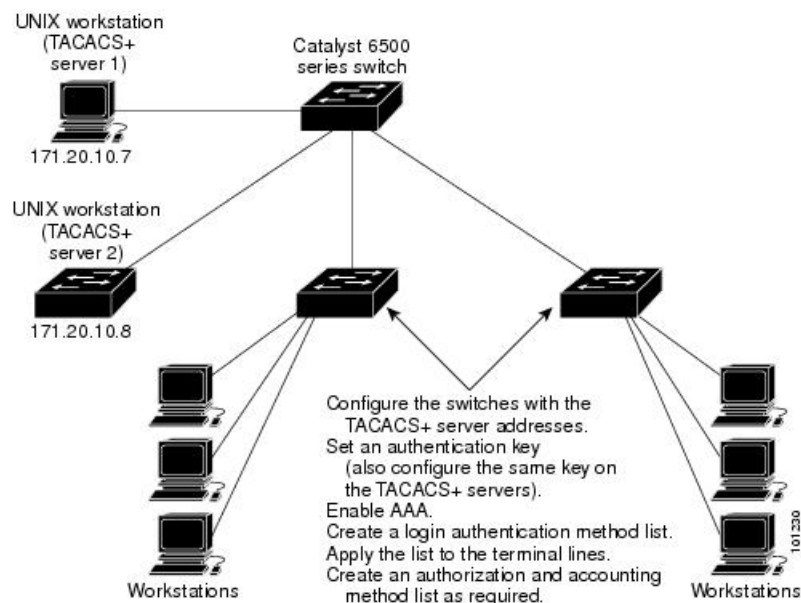 UNIX workstation
(TACACS+
server 1)
Catalyst 6500
series switch
171.20.10.7
UNIX workstation
(TACACS+
server 2)
171.20.10.8
Configure the switches with the
TACACS+ server addresses.
Set an authentication key
(also configure the same key on
the TACACS+ servers).
Enable AAA.
Create a login authentication method list.
Apply the list to the terminal lines.
Create an authorization and accounting
method list as required.
Workstations
Workstations
101230